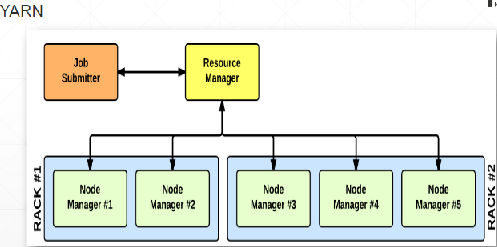 YARN
Job
Submitter
Resource
Manager
RACK #1
Node
Manager #1
Node
Manager #2
Node
Manager #3
Node
Manager #4
Node
Manager #5
RACK #2